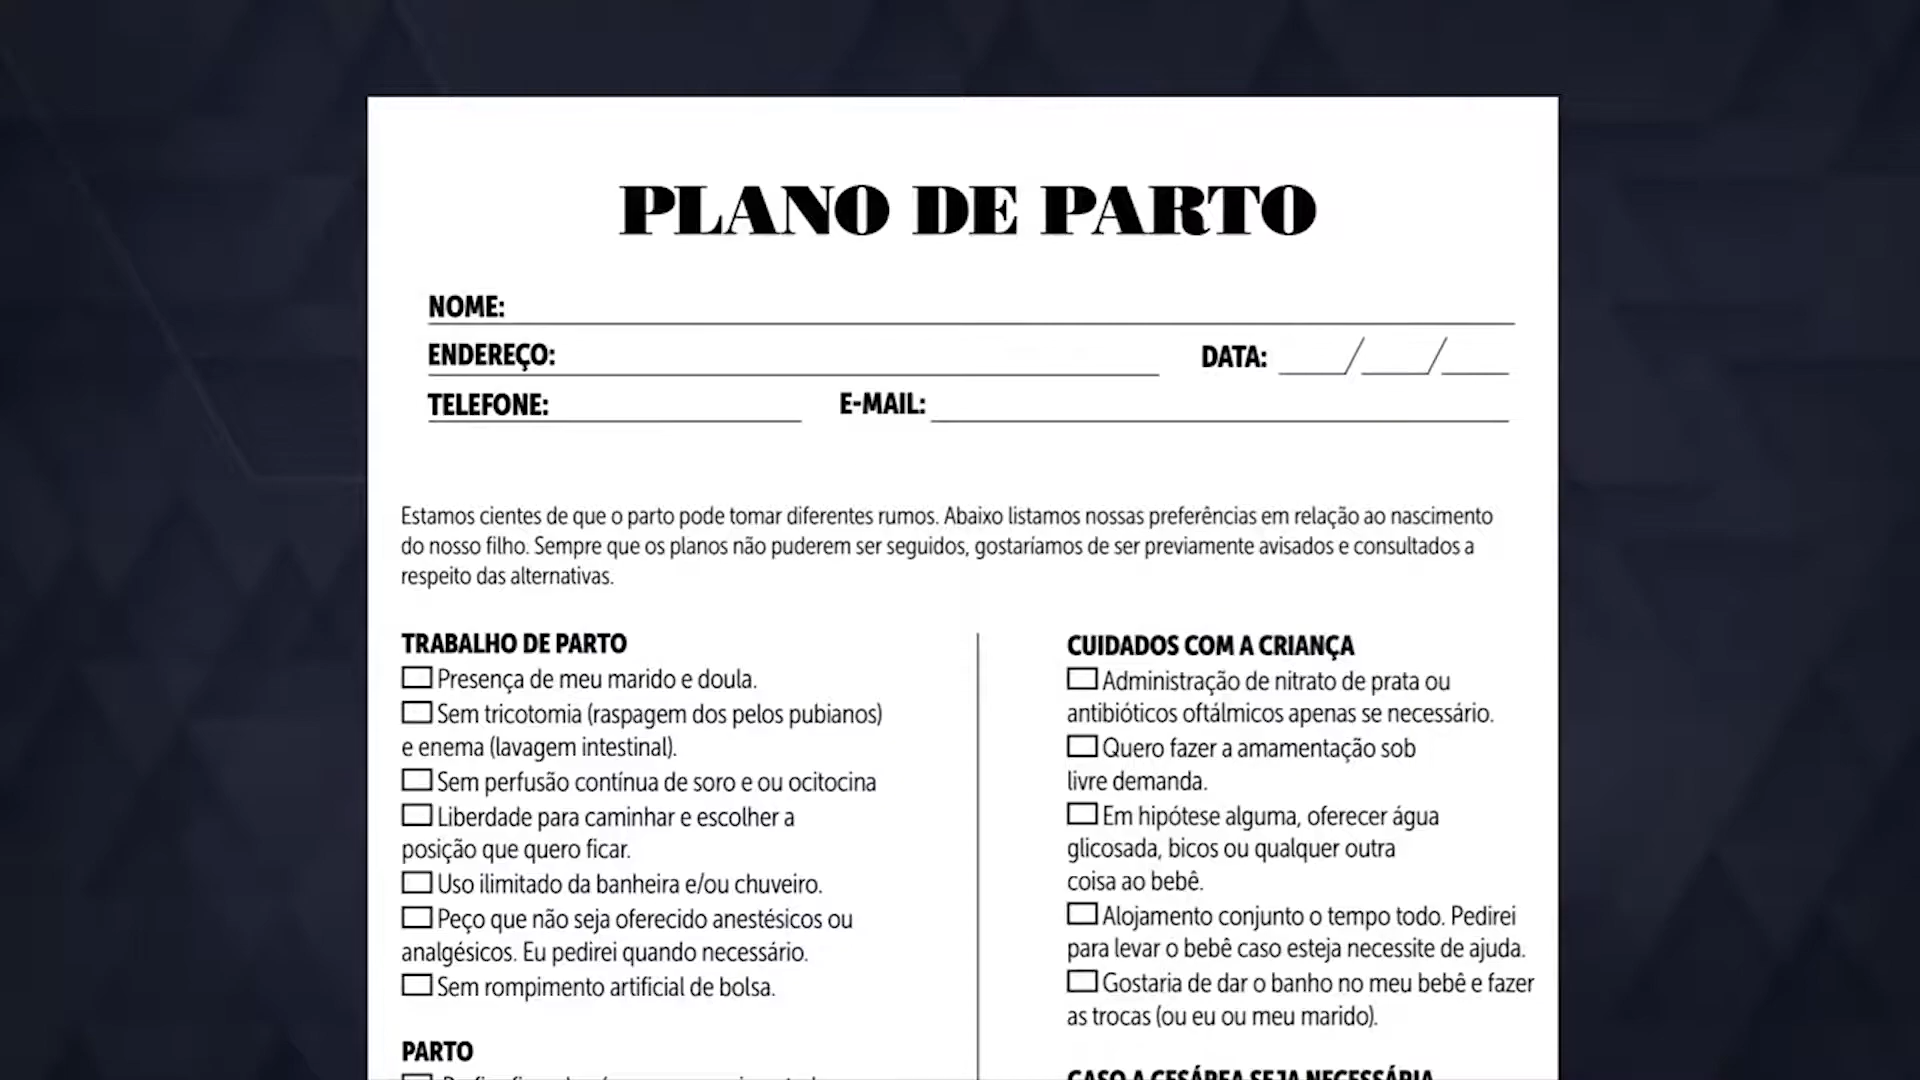 PLANO DE PARTO
NOME:
ENDEREÇO: DATA: / /
TELEFONE: E-MAIL:
Estamos cientes de que o parto pode tomar diferentes rumos. Abaixo listamos nossas preferências em relação ao nascimento
do nosso filho. Sempre que os planos não puderem ser seguidos, gostaríamos de ser previamente avisados e consultados a
respeito das alternativas.
TRABALHO DE PARTO
Presença de meu marido e doula.
Sem tricotomia (raspagem dos pelos pubianos)
e enema (lavagem intestinal).
Sem perfusão contínua de soro e ou ocitocina
Liberdade para caminhar e escolher a
posição que quero ficar.
Uso ilimitado da banheira e/ou chuveiro.
Peço que não seja oferecido anestésicos ou
analgésicos. Eu pedirei quando necessário.
Sem rompimento artificial de bolsa.
PARTO
CUIDADOS COM A CRIANÇA
Administração de nitrato de prata ou
antibióticos oftálmicos apenas se necessário.
Quero fazer a amamentação sob
livre demanda.
Em hipótese alguma, oferecer água
glicosada, bicos ou qualquer outra
coisa ao bebê.
Alojamento conjunto o tempo todo. Pedirei
para levar o bebê caso esteja necessite de ajuda.
Gostaria de dar o banho no meu bebê e fazer
as trocas (ou eu ou meu marido).
CASO A CESÁREA SEJA NECESSÁRIA